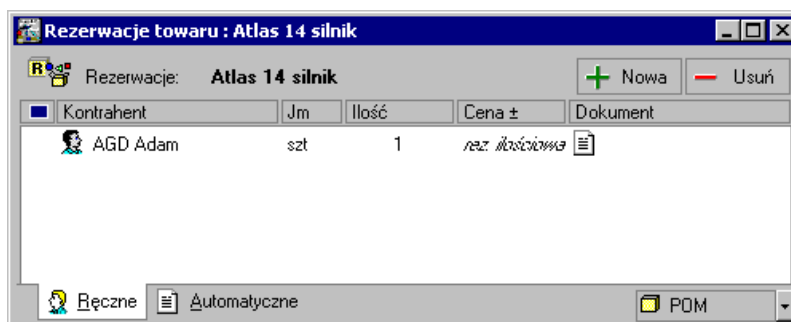 Rezerwacje towaru : Atlas 14 silnik
R Rezerwacje: Atlas 14 silnik Nowa Usuń
Kontrahent Jm Ilość Cena ± Dokument
AGD Adam szt 1 rez. ilościowa
Ręczne Automatyczne POM